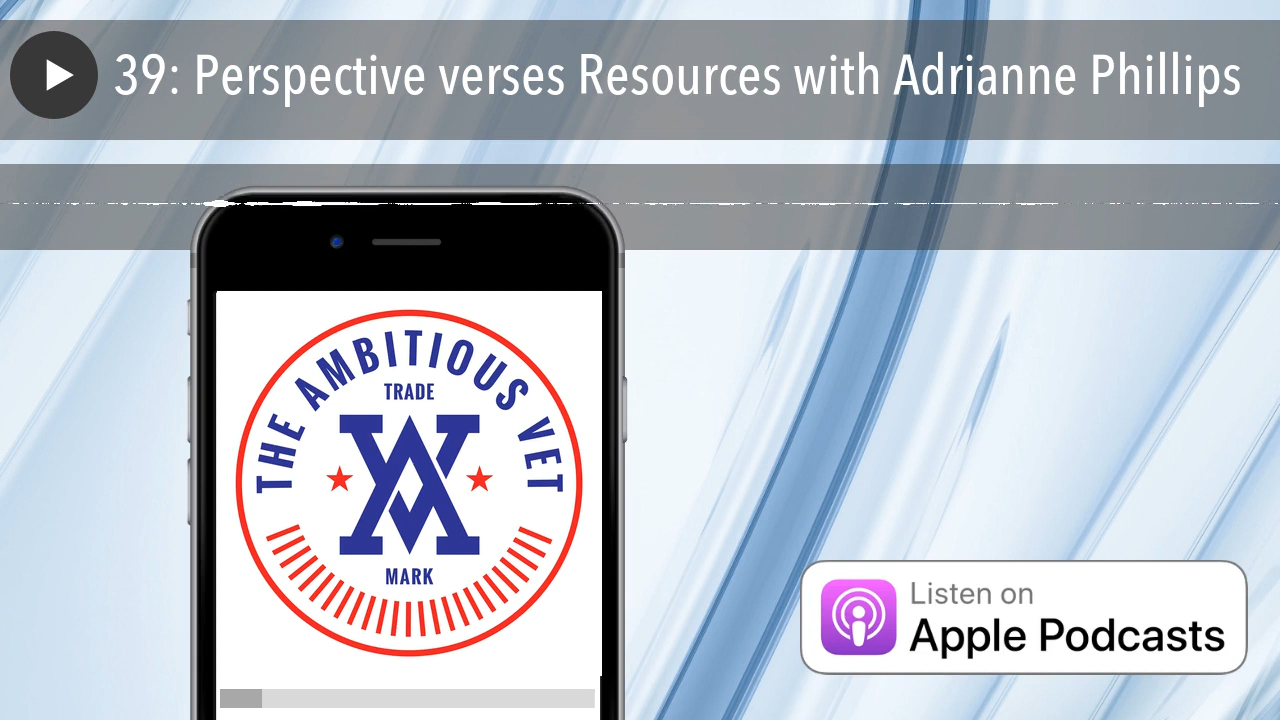 39: Perspective verses Resources with Adrianne Phillips
THE AMBITIOUS VET
TRADE
MARK
Listen on
Apple Podcasts